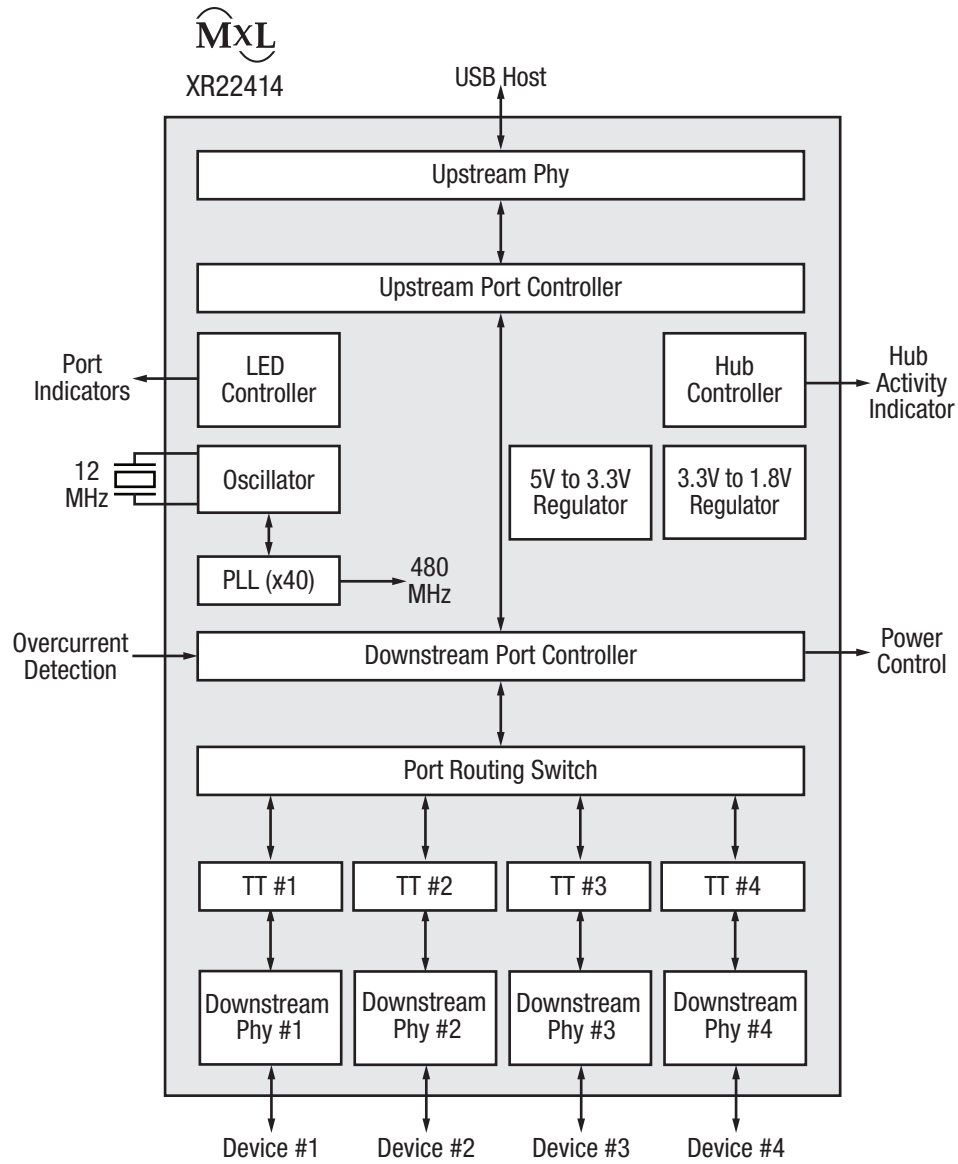 MXL
XR22414
USB Host
Upstream Phy
Upstream Port Controller
Port
Indicators
LED
Controller
Hub
Controller
Hub
Activity
Indicator
12
MHz
Oscillator
5V to 3.3V
Regulator
3.3V to 1.8V
Regulator
PLL (x40)
480
MHz
Overcurrent
Detection
Downstream Port Controller
Power
Control
Port Routing Switch
TT #1
TT #2
TT #3
TT #4
Downstream
Phy #1
Downstream
Phy #2
Downstream
Phy #3
Downstream
Phy #4
Device #1
Device #2
Device #3
Device #4